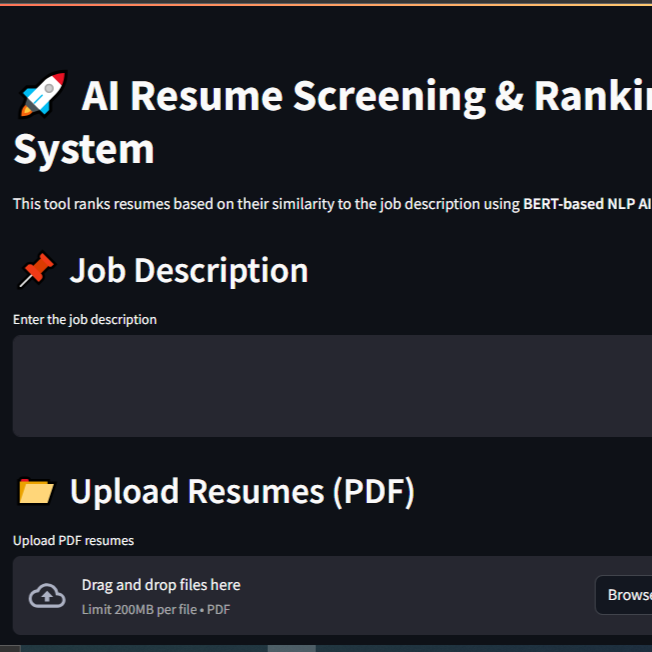 🚀 AI Resume Screening & Rankin
System
This tool ranks resumes based on their similarity to the job description using BERT-based NLP AI
📌 Job Description
Enter the job description
📂 Upload Resumes (PDF)
Upload PDF resumes
Drag and drop files here
Limit 200MB per file • PDF
Browse